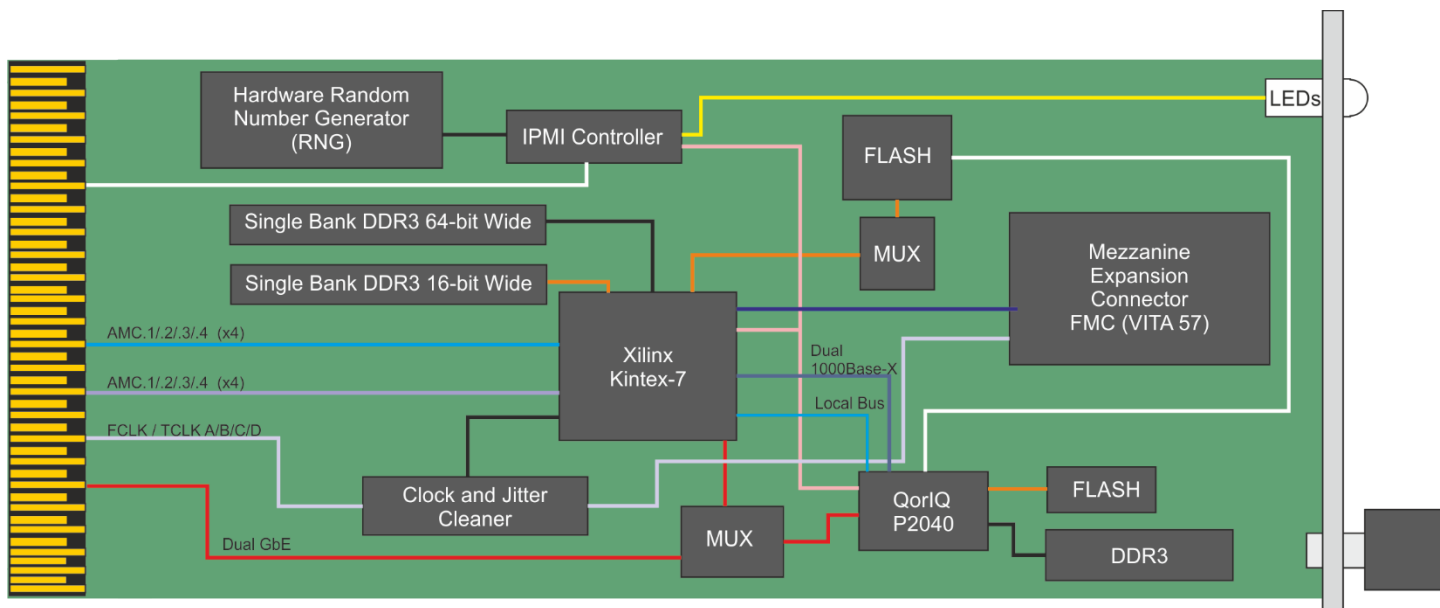 Hardware Random
Number Generator
(RNG)
IPMI Controller
LEDs
FLASH
Single Bank DDR3 64-bit Wide
MUX
Mezzanine
Expansion
Connector
FMC (VITA 57)
Single Bank DDR3 16-bit Wide
AMC.1/.2/.3/.4 (x4)
Xilinx
Kintex-7
Dual
1000Base-X
AMC.1/.2/.3/.4 (x4)
Local Bus
FCLK / TCLK A/B/C/D
Clock and Jitter
Cleaner
QorIQ
P2040
FLASH
Dual GbE
MUX
DDR3